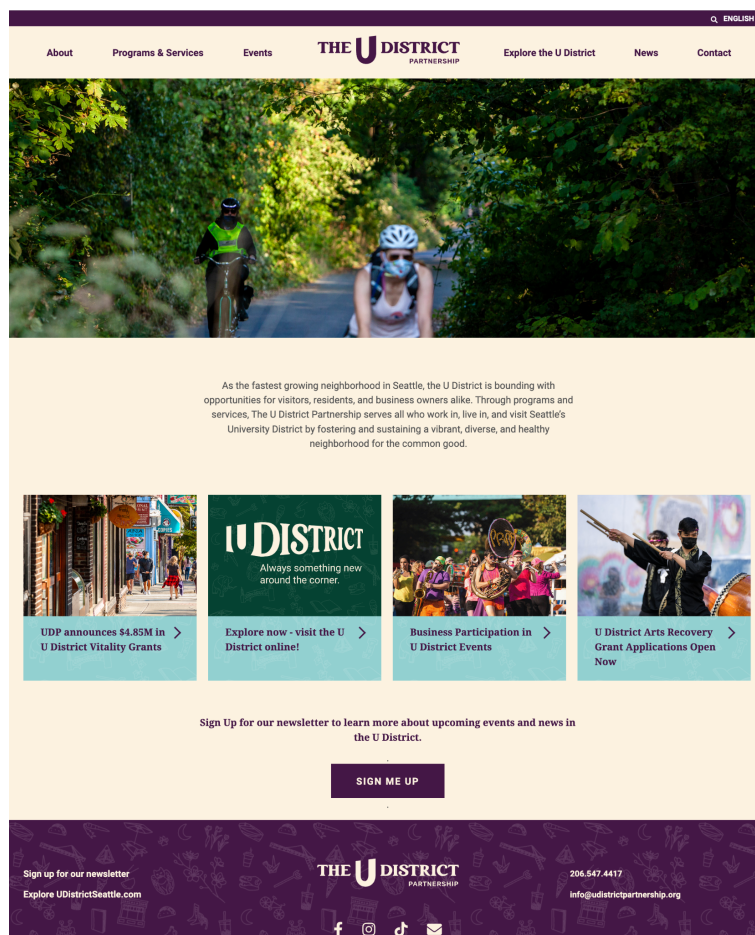 ENGLISH
About
Programs & Services
Events
THE U DISTRICT
PARTNERSHIP
Explore the U District
News
Contact
As the fastest growing neighborhood in Seattle, the U District is bounding with
opportunities for visitors, residents, and business owners alike. Through programs and
services, The U District Partnership serves all who work in, live in, and visit Seattle's
University District by fostering and sustaining a vibrant, diverse, and healthy
neighborhood for the common good.
COPIES
U DISTRICT
Always something new
around the corner.
UDP announces $4.85M in
U District Vitality Grants
Explore now - visit the U
District online!
Business Participation in
U District Events
U District Arts Recovery
Grant Applications Open
Now
Sign Up for our newsletter to learn more about upcoming events and news in
the U District.
.
SIGN ME UP
.
Sign up for our newsletter
Explore UDistrictSeattle.com
THE U DISTRICT
PARTNERSHIP
206.547.4417
info@udistrictpartnership.org